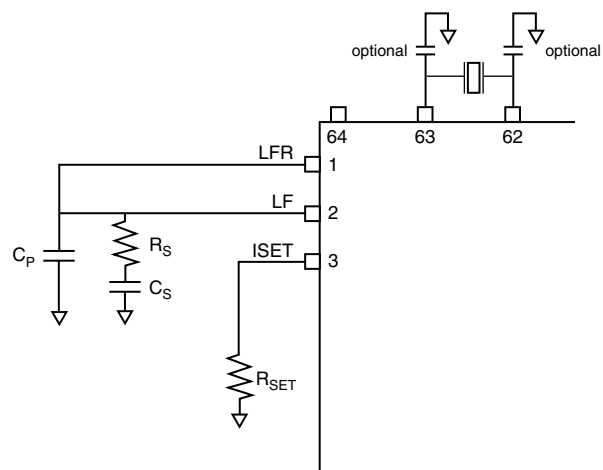 optional
optional
64
63
62
LFR
1
LF
2
C_P
R_S
ISET
3
C_S
R_SET